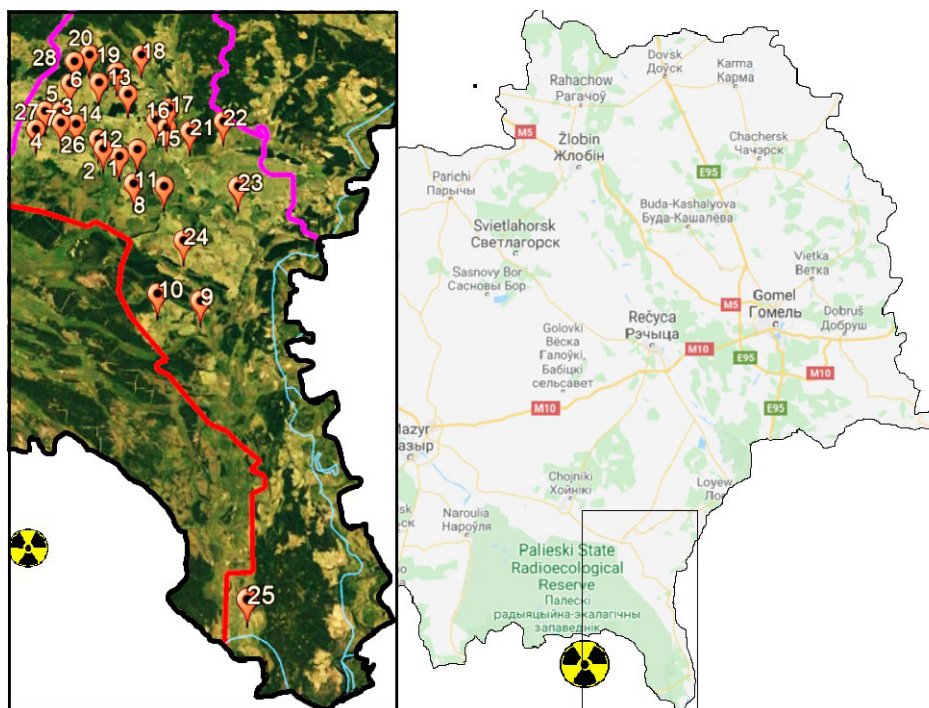 20
19
18
28
6
13
5
3
27
7
14
16
17
4
26
12
15
21
22
2
1
11
8
23
24
10
9
25
Dovsk
Доўск
Karma
Карма
Rahachow
Рагачоў
M5
Žlobin
Жлобін
Chachersk
Чачэрск
E95
Parichi
Парычы
Buda-Kashalyova
Буда-Кашалёва
Svietlahorsk
Светлагорск
Vietka
Ветка
Sasnovy Bor
Сасновы Бор
M5
Gomel
Гомель
Rečyca
Рэчыца
Dobruš
Добруш
Golovki
Вёска
Галоўкі,
Бабіцкі
сельсавет
M10
E95
M10
M10
E95
Mazyr
азыр
Chojniki
Хойнікі
Loyew
Naroulia
Нароўля
Palieski State
Radioecological
Reserve
Палескі
радыяцыйна-экалагічны
запаведнік